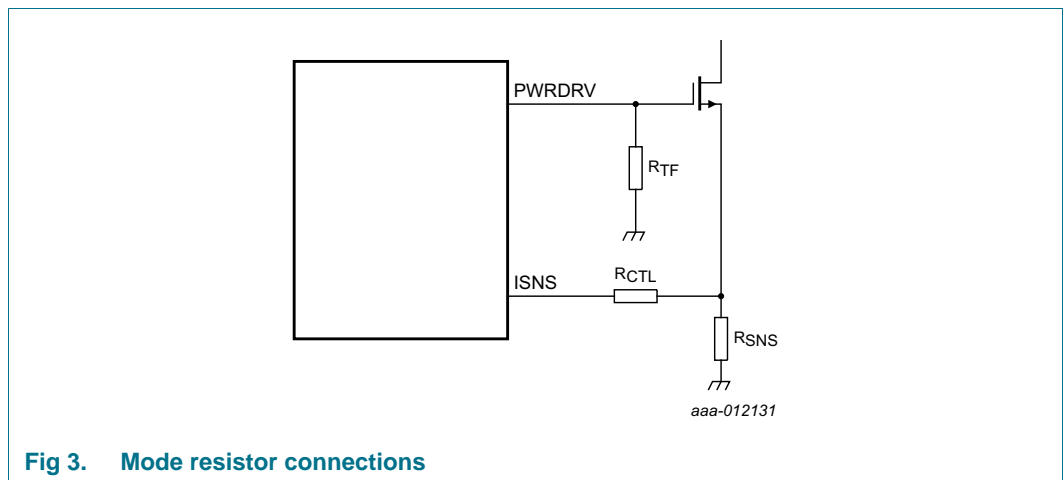 PWRDRV
RTF
ISNS
RCTL
RSNS
aaa-012131
Fig 3. Mode resistor connections